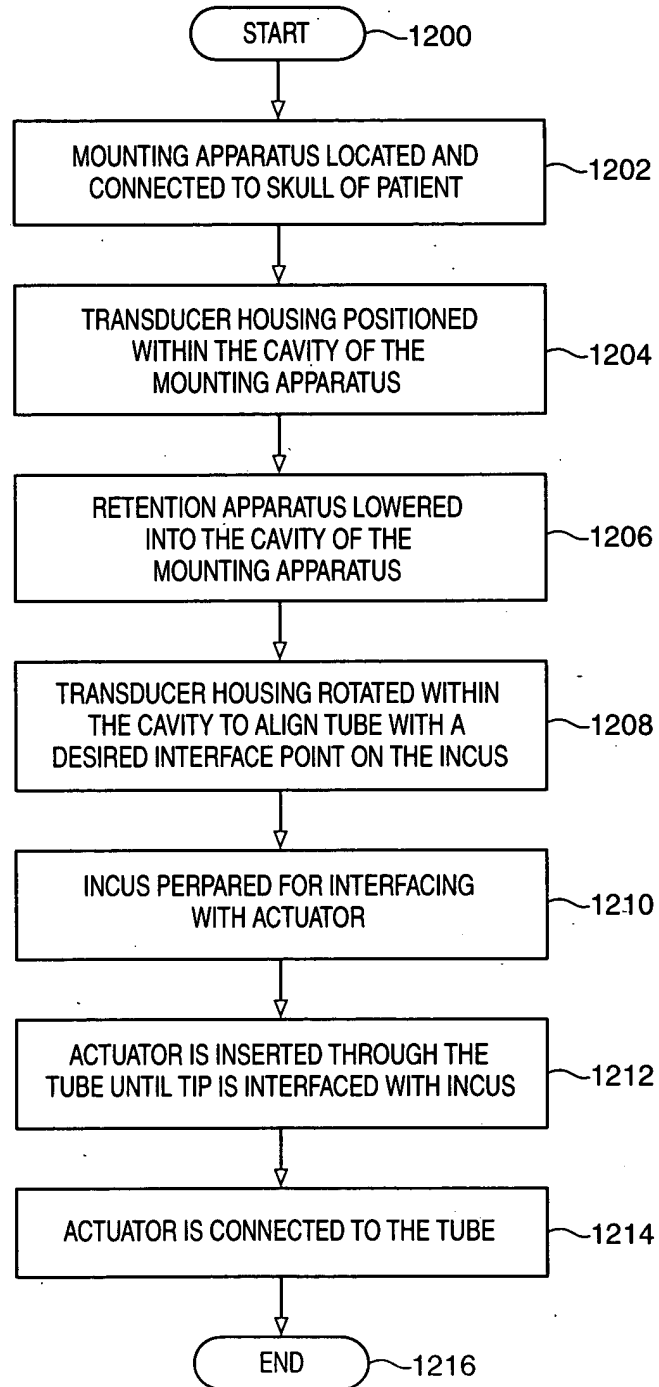 START
1200
MOUNTING APPARATUS LOCATED AND
CONNECTED TO SKULL OF PATIENT
1202
TRANSDUCER HOUSING POSITIONED
WITHIN THE CAVITY OF THE
MOUNTING APPARATUS
1204
RETENTION APPARATUS LOWERED
INTO THE CAVITY OF THE
MOUNTING APPARATUS
1206
TRANSDUCER HOUSING ROTATED WITHIN
THE CAVITY TO ALIGN TUBE WITH A
DESIRED INTERFACE POINT ON THE INCUS
1208
INCUS PERPARED FOR INTERFACING
WITH ACTUATOR
1210
ACTUATOR IS INSERTED THROUGH THE
TUBE UNTIL TIP IS INTERFACED WITH INCUS
1212
ACTUATOR IS CONNECTED TO THE TUBE
1214
END
1216